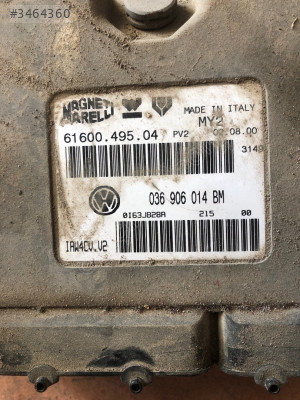 #3464360
MAGNETI
MARELLI
MADE IN ITALY
MY2
61600.495.04 PV2 02.08.00
3149
036 906 014 BM
0163JB2BA 215 00
IAW4CV.V2